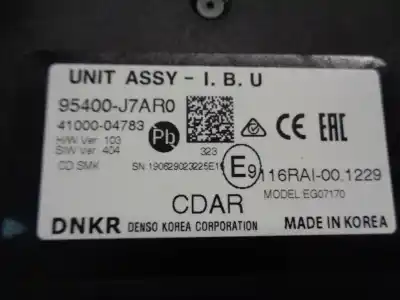 UNIT ASSY - I. B. U
95400-J7AR0
41000-04783
Pb
CE EAC
H/W Ver 103
S/W Ver 404
323
CD SMK
SN: 190629023225E15
E9 116RAI-00.1229
MODEL:EG07170
CDAR
DNKR DENSO KOREA CORPORATION MADE IN KOREA